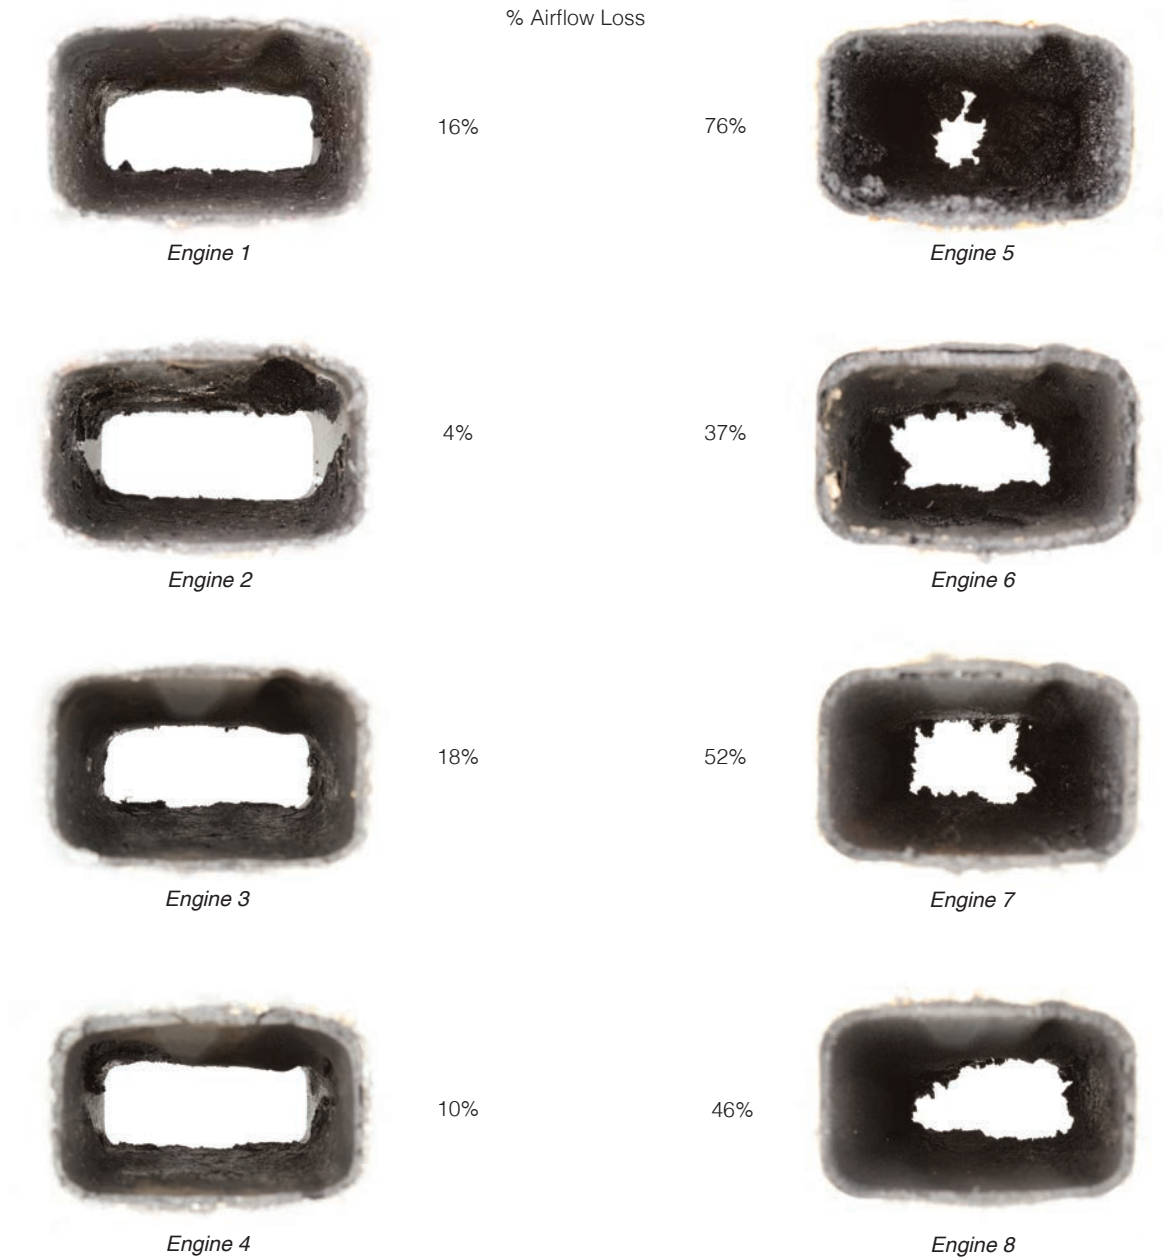 % Airflow Loss
16%
76%
Engine 1
Engine 5
4%
37%
Engine 2
Engine 6
18%
52%
Engine 3
Engine 7
10%
46%
Engine 4
Engine 8